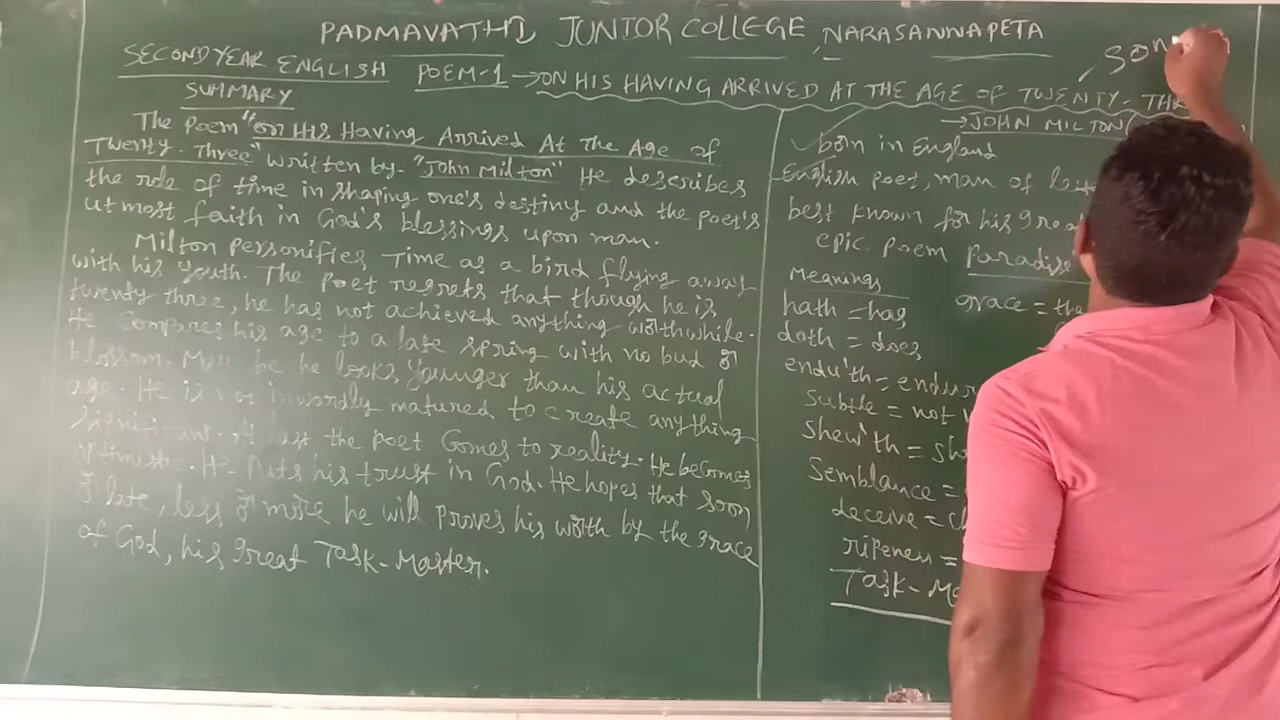 PADMAVATHI JUNIOR COLLEGE, NARASANNAPETA
SECOND YEAR ENGLISH POEM-1 → ON HIS HAVING ARRIVED AT THE AGE OF TWENTY-
SON
SUMMARY
The Poem "On His Having Arrived At The Age of
Twenty-Three" written by "John Milton" He describes
the role of time in shaping one's destiny and the poet's
utmost faith in God's blessings upon man.
Milton personifies Time as a bird flying away
with his youth. The poet regrets that though he is
twenty three, he has not achieved anything worthwhile.
He compares his age to a late spring with no bud or
blossom. May be he looks younger than his actual
age. He is not inwardly matured to create anything
significant. At last the poet comes to reality. He becomes
He puts his trust in God. He hopes that soon
or late, less or more he will proves his worth by the grace
of God, his great Task-Master.
→ JOHN MILTON
born in England
English poet, man of
best known for his
epic poem Paradise
Meanings
hath = has
grace = the
doth = does
endu'th =
subtle = not
shew'th =
Semblance =
deceive =
ripeness =
Task-